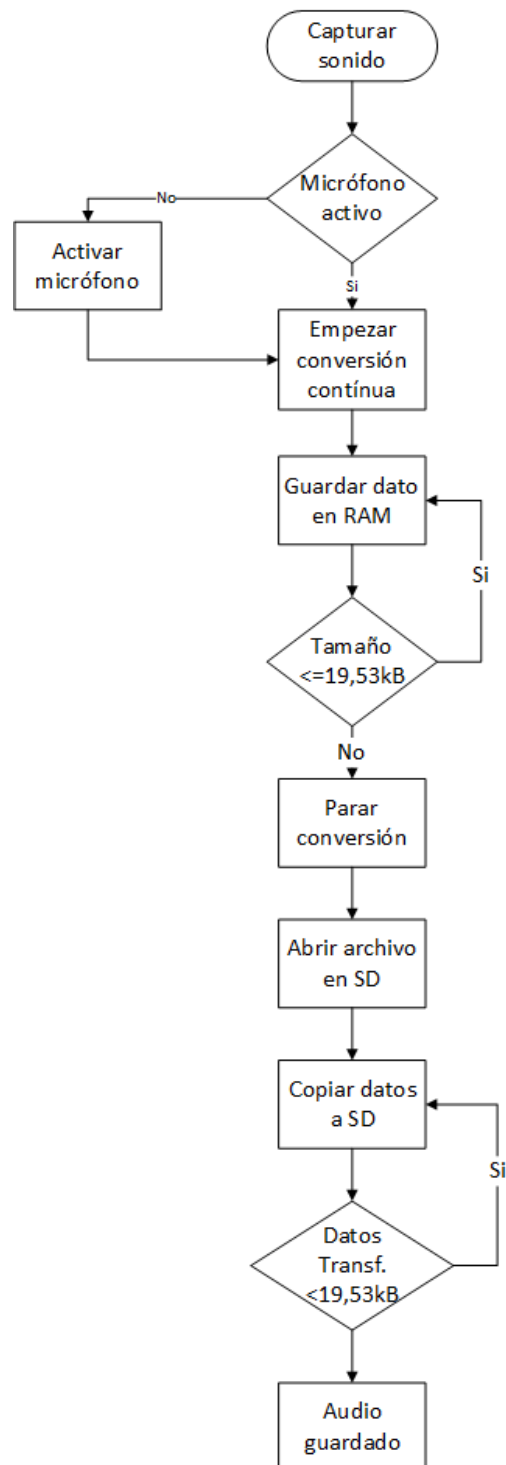 Capturar
sonido
Micrófono
activo
No
Activar
micrófono
Si
Empezar
conversión
contínua
Guardar dato
en RAM
Si
Tamaño
<=19,53kB
No
Parar
conversión
Abrir archivo
en SD
Copiar datos
a SD
Si
Datos
Transf.
<19,53kB
Audio
guardado